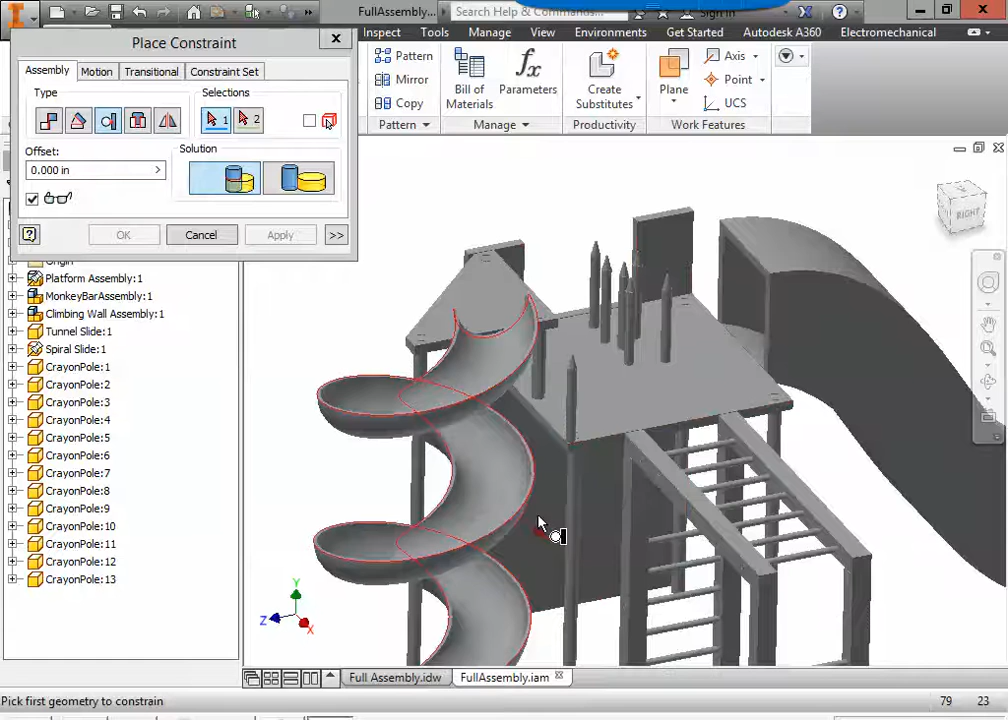 FullAssembly...
Search Help & Commands...
Sign In
Place Constraint
Inspect Tools Manage View Environments Get Started Autodesk A360 Electromechanical
Assembly Motion Transitional Constraint Set
Type
Selections
1 2
Offset:
0.000 in
Solution
OK Cancel Apply >>
Pattern
Mirror
Copy
Pattern
Bill of
Materials
fx
Parameters
Manage
Create
Substitutes
Productivity
Plane
Axis
Point
UCS
Work Features
RIGHT
Origin
Platform Assembly:1
MonkeyBarAssembly:1
Climbing Wall Assembly:1
Tunnel Slide:1
Spiral Slide:1
CrayonPole:1
CrayonPole:2
CrayonPole:3
CrayonPole:4
CrayonPole:5
CrayonPole:6
CrayonPole:7
CrayonPole:8
CrayonPole:9
CrayonPole:10
CrayonPole:11
CrayonPole:12
CrayonPole:13
Y
Z
X
Full Assembly.idw FullAssembly.iam
Pick first geometry to constrain
79 23